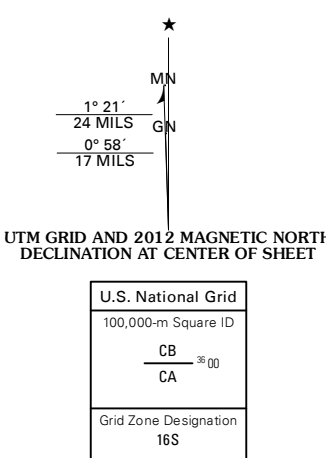 MN
1° 21´
24 MILS
GN
0° 58´
17 MILS
UTM GRID AND 2012 MAGNETIC NORTH
DECLINATION AT CENTER OF SHEET
U.S. National Grid
100,000-m Square ID
CB
36 00
CA
Grid Zone Designation
16S